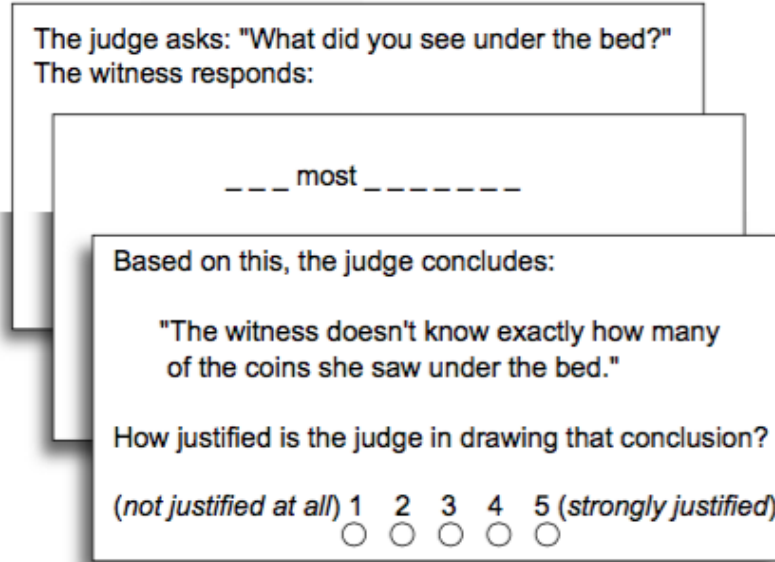 The judge asks: "What did you see under the bed?"
The witness responds:
_ _ _ most _ _ _ _ _ _ _
Based on this, the judge concludes:
"The witness doesn't know exactly how many
of the coins she saw under the bed."
How justified is the judge in drawing that conclusion?
(not justified at all) 1 2 3 4 5 (strongly justified)